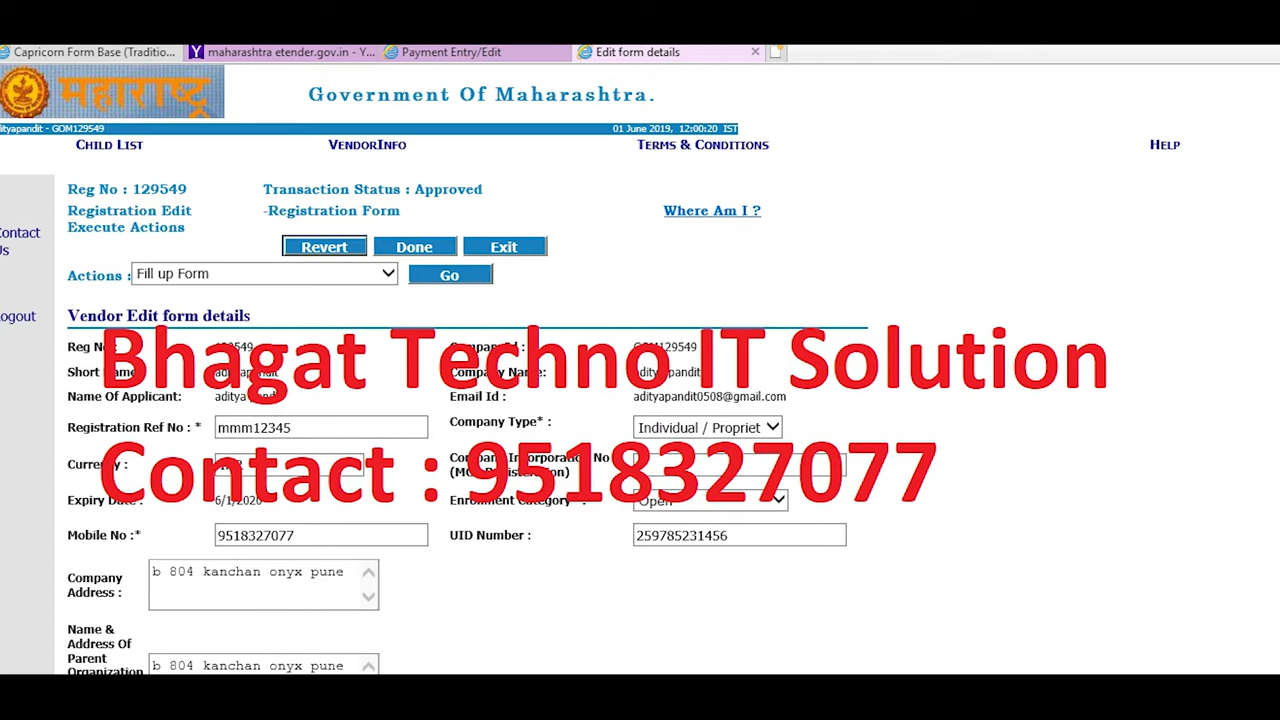 Capricorn Form Base (Traditio...
maharashtra etender.gov.in - Y...
Payment Entry/Edit
Edit form details
महाराष्ट्र
Government Of Maharashtra.
dityapandit - GOM129549
01 June 2019, 12:00:20 IST
CHILD LIST
VENDORINFO
TERMS & CONDITIONS
HELP
Reg No : 129549
Transaction Status : Approved
Registration Edit
-Registration Form
Where Am I ?
Execute Actions
Contact
Us
Logout
Revert
Done
Exit
Actions :
Fill up Form
Go
Vendor Edit form details
Bhagat Techno IT Solution
Name Of Applicant:
Email Id :
adityapandit0508@gmail.com
Registration Ref No : *
mmm12345
Company Type* :
Individual / Propriet
Contact : 9518327077
Expiry Date :
6/1/2020
Open
Mobile No :*
9518327077
UID Number :
259785231456
Company
Address :
b 804 kanchan onyx pune
Name &
Address Of
Parent
Organization
b 804 kanchan onyx pune